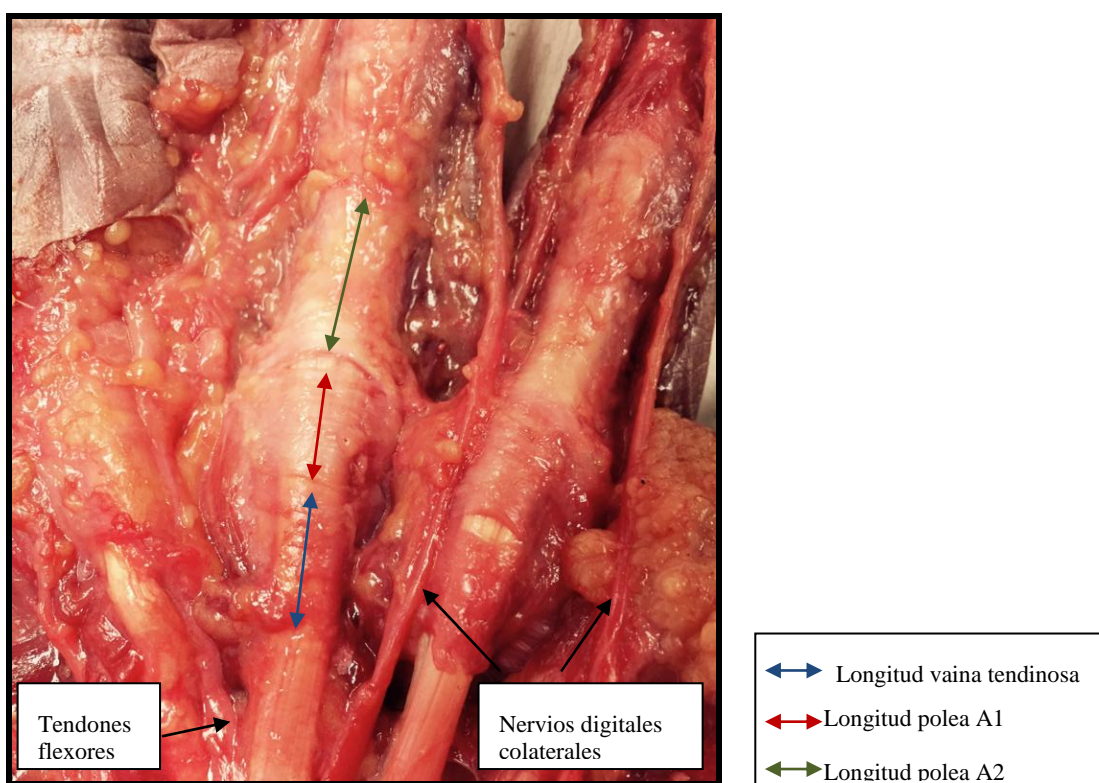 Tendones
flexores
Nervios digitales
colaterales
Longitud vaina tendinosa
Longitud polea A1
Longitud polea A2